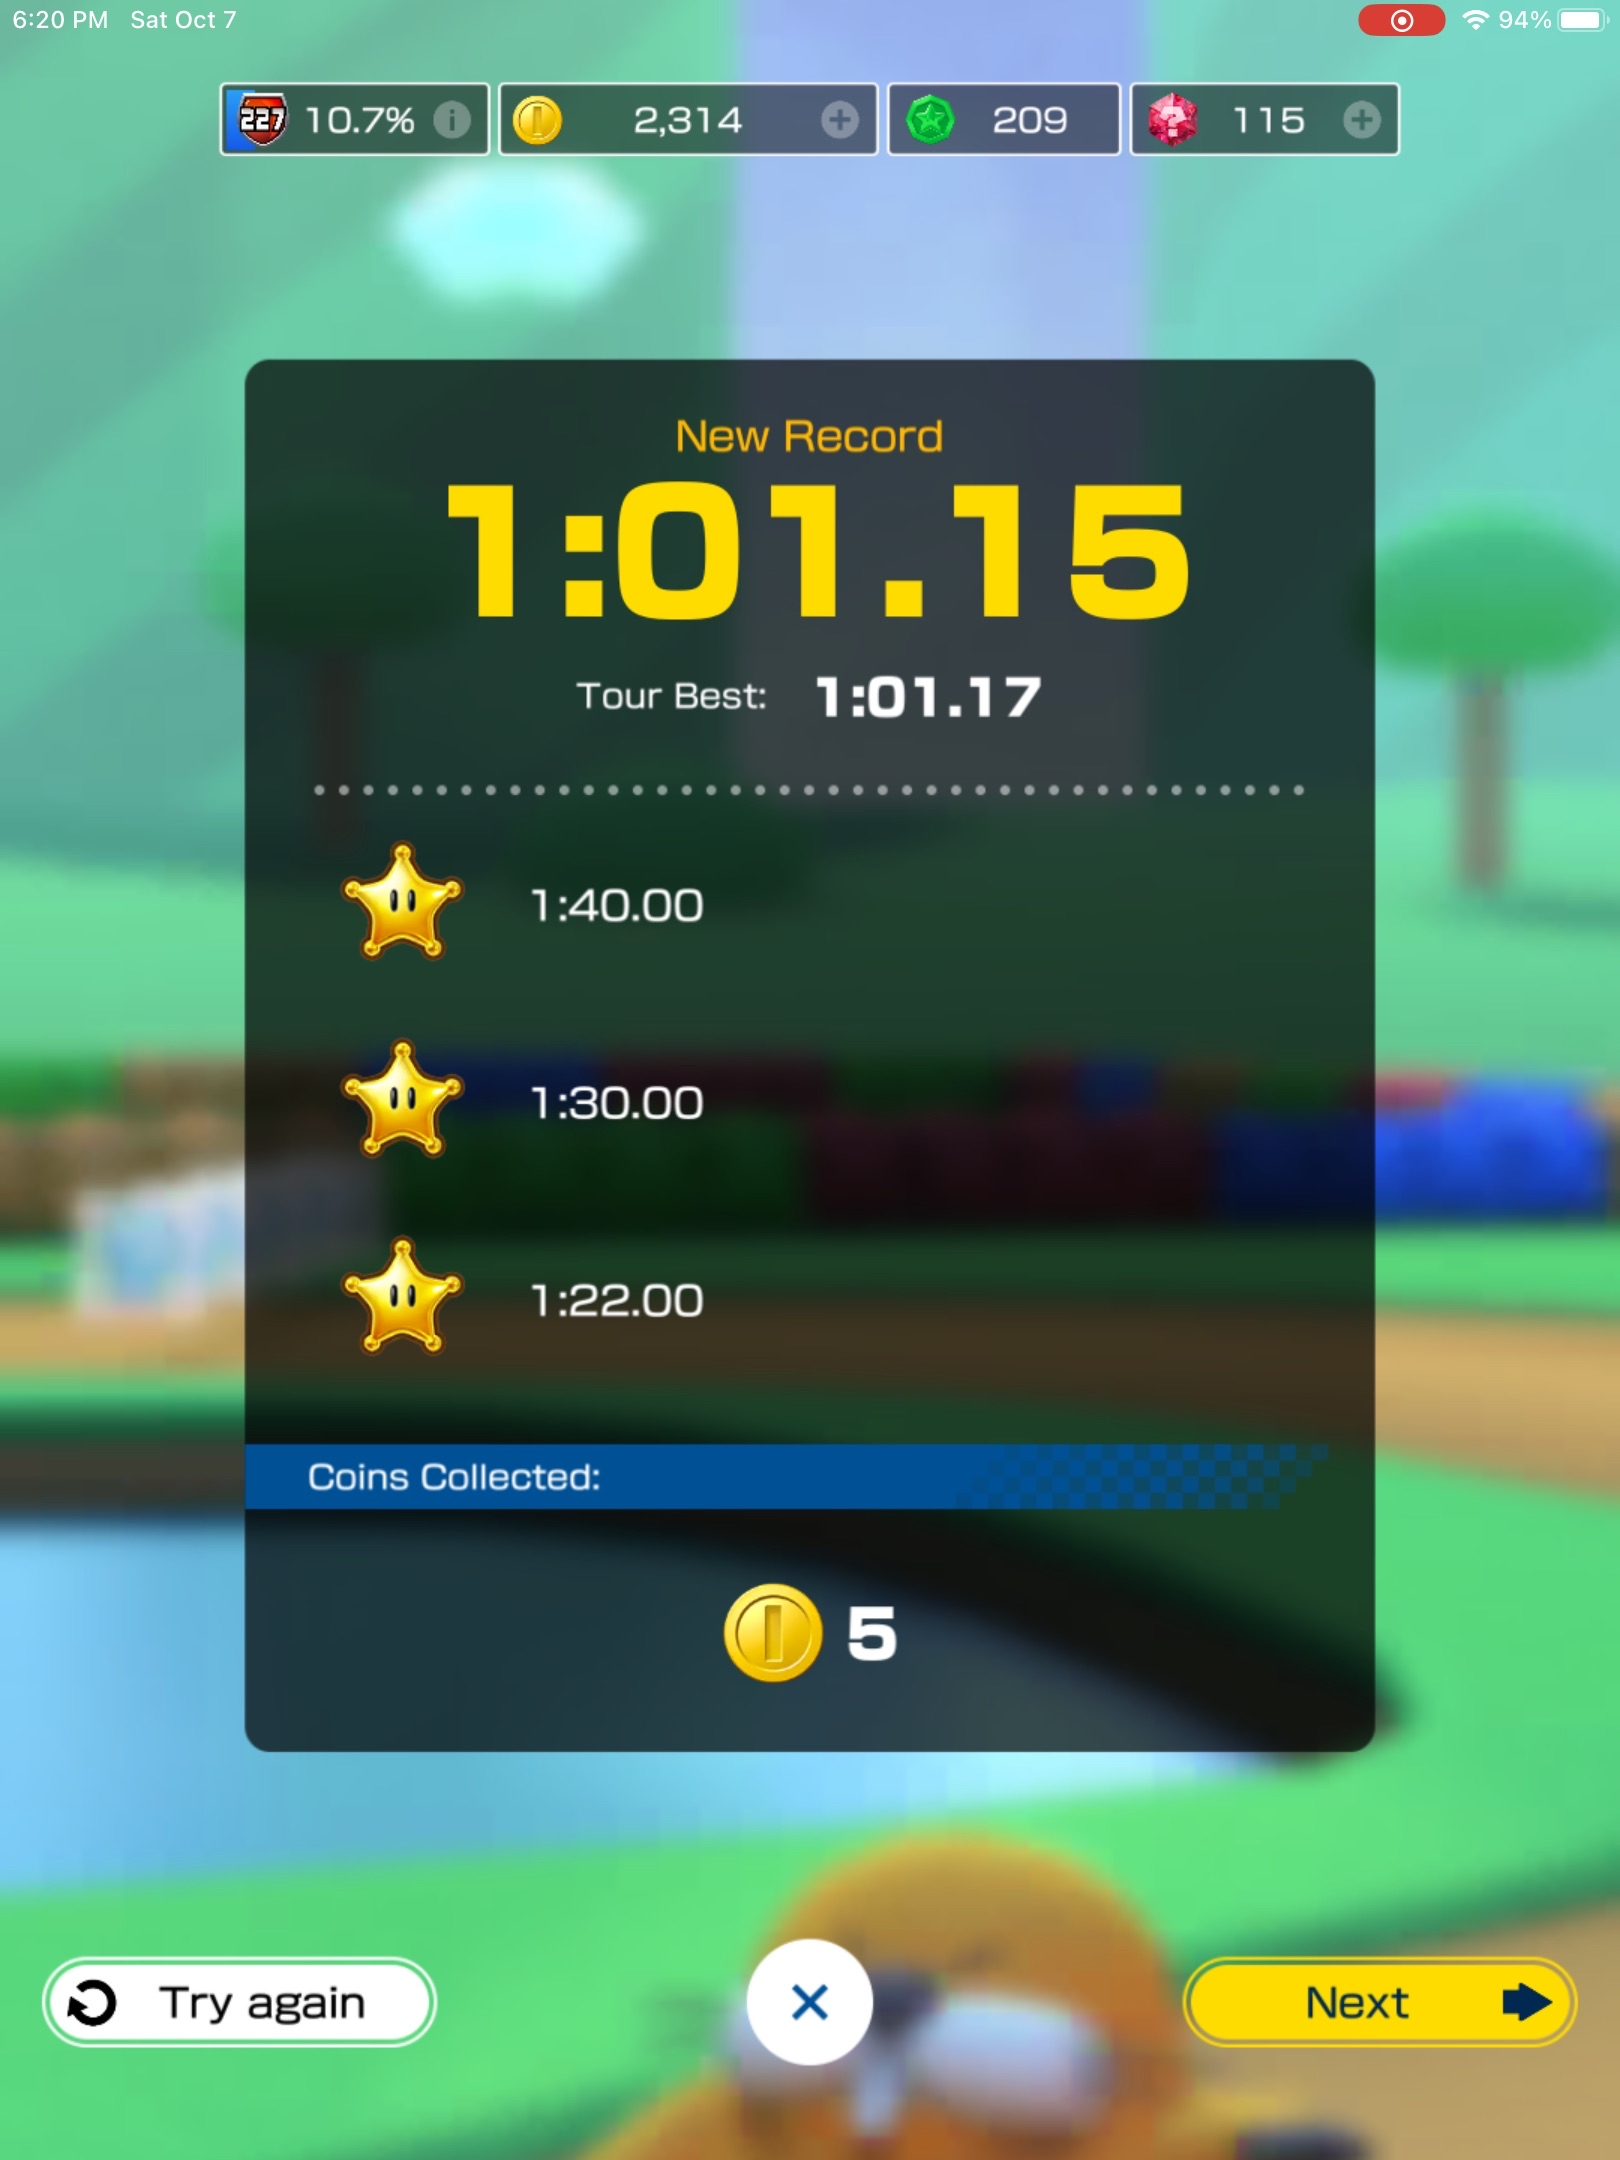 6:20 PM Sat Oct 7 94%
227 10.7% i 2,314 + 209 ? 115 +
New Record
1:01.15
Tour Best: 1:01.17
1:40.00
1:30.00
1:22.00
Coins Collected:
5
Try again × Next